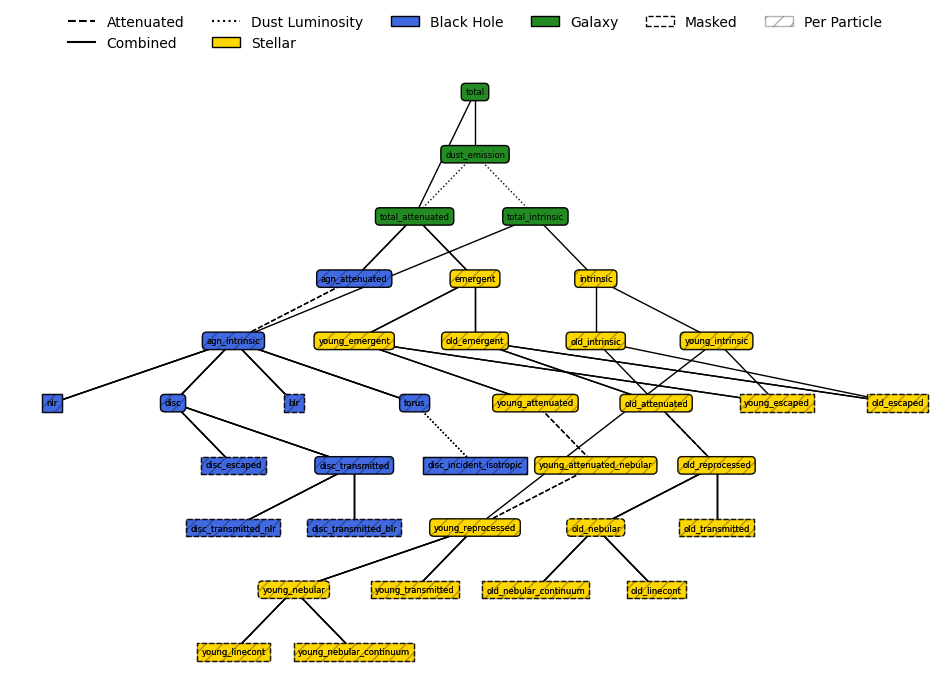 Attenuated Dust Luminosity Black Hole Galaxy Masked Per Particle
Combined Stellar
total
dust_emission
total_attenuated total_intrinsic
agn_attenuated emergent intrinsic
agn_intrinsic young_emergent old_emergent old_intrinsic young_intrinsic
nlr disc blr torus young_attenuated old_attenuated young_escaped old_escaped
disc_escaped disc_transmitted disc_incident_isotropic young_attenuated_nebular old_reprocessed
disc_transmitted_nlr disc_transmitted_blr young_reprocessed old_nebular old_transmitted
young_nebular young_transmitted old_nebular_continuum old_linecont
young_linecont young_nebular_continuum